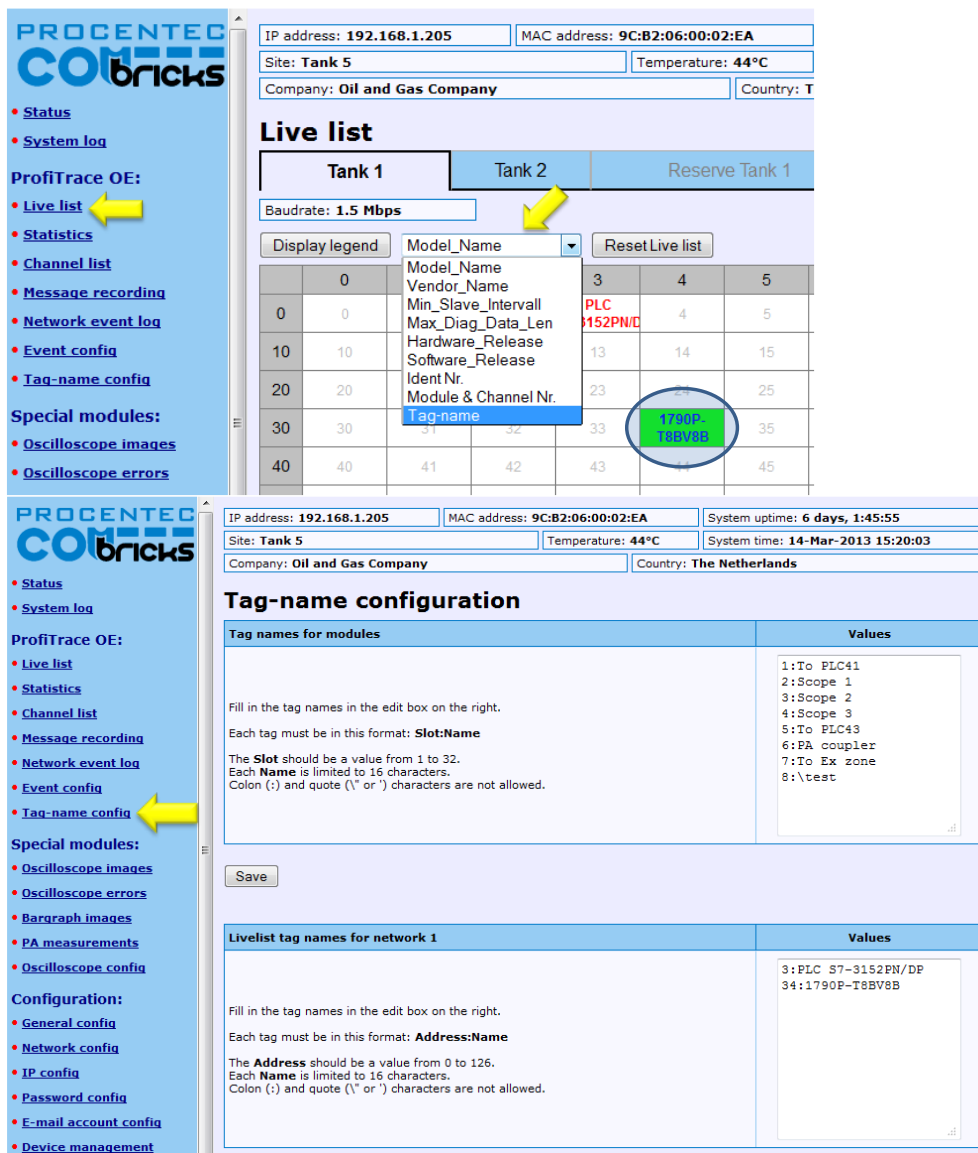 PROCENTEC
COMbricks
Status
System log
ProfiTrace OE:
Live list
Statistics
Channel list
Message recording
Network event log
Event config
Tag-name config
Special modules:
Oscilloscope images
Oscilloscope errors
IP address: 192.168.1.205
MAC address: 9C:B2:06:00:02:EA
Site: Tank 5
Temperature: 44°C
Company: Oil and Gas Company
Country: T
Live list
Tank 1
Tank 2
Reserve Tank 1
Baudrate: 1.5 Mbps
Display legend
Model_Name
Reset Live list
Model_Name
Vendor_Name
Min_Slave_Intervall
Max_Diag_Data_Len
Hardware_Release
Software_Release
Ident Nr.
Module & Channel Nr.
Tag-name
0 3 4 5
0 0 PLC
3152PN/D 4 5
10 10 13 14 15
20 20 23 24 25
30 30 31 32 33 1790P-
T8BV8B 35
40 40 41 42 43 44 45
PROCENTEC
COMbricks
Status
System log
ProfiTrace OE:
Live list
Statistics
Channel list
Message recording
Network event log
Event config
Tag-name config
Special modules:
Oscilloscope images
Oscilloscope errors
Bargraph images
PA measurements
Oscilloscope config
Configuration:
General config
Network config
IP config
Password config
E-mail account config
Device management
IP address: 192.168.1.205
MAC address: 9C:B2:06:00:02:EA
System uptime: 6 days, 1:45:55
Site: Tank 5
Temperature: 44°C
System time: 14-Mar-2013 15:20:03
Company: Oil and Gas Company
Country: The Netherlands
Tag-name configuration
Tag names for modules
Values
Fill in the tag names in the edit box on the right.
Each tag must be in this format: Slot:Name
The Slot should be a value from 1 to 32.
Each Name is limited to 16 characters.
Colon (:) and quote (\" or ') characters are not allowed.
1:To PLC41
2:Scope 1
3:Scope 2
4:Scope 3
5:To PLC43
6:PA coupler
7:To Ex zone
8:\test
Save
Livelist tag names for network 1
Values
Fill in the tag names in the edit box on the right.
Each tag must be in this format: Address:Name
The Address should be a value from 0 to 126.
Each Name is limited to 16 characters.
Colon (:) and quote (\" or ') characters are not allowed.
3:PLC S7-3152PN/DP
34:1790P-T8BV8B